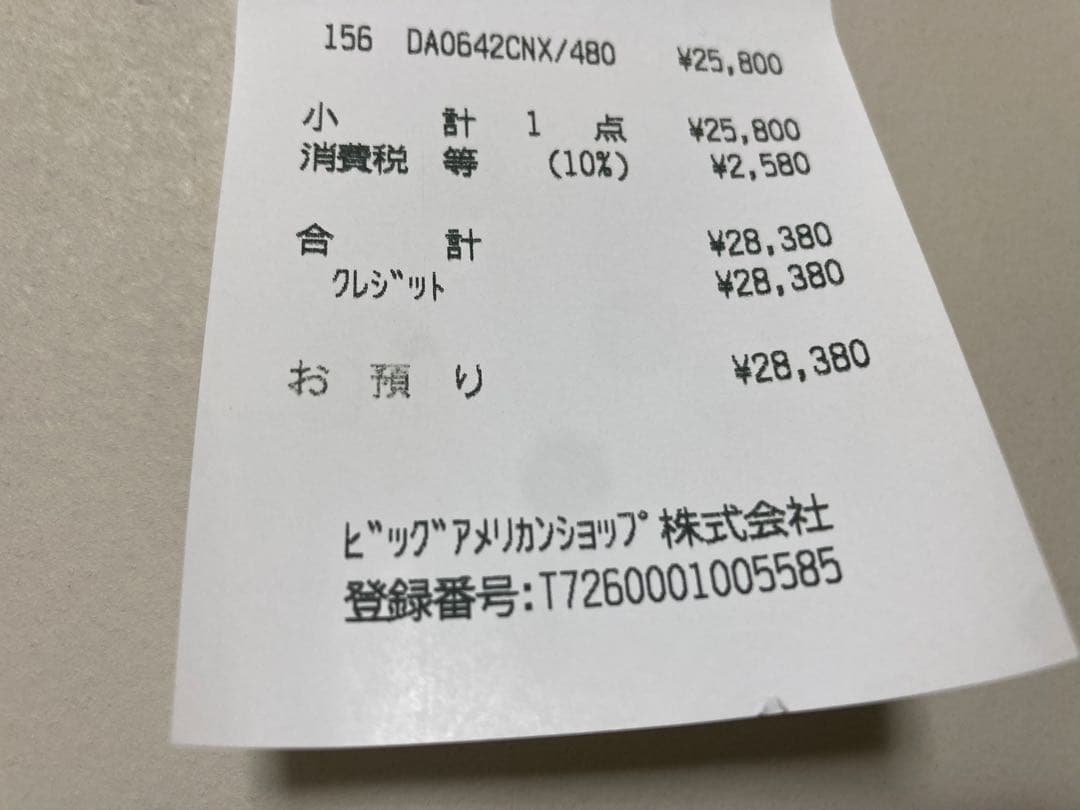 156 DA0642CNX/480 ¥25,800
小 計 1 点 ¥25,800
消費税 等 (10%) ¥2,580
合 計 ¥28,380
ｸﾚｼﾞｯﾄ ¥28,380
お 預 り ¥28,380
ﾋﾞｯｸﾞｱﾒﾘｶﾝｼｮｯﾌﾟ株式会社
登録番号:T7260001005585